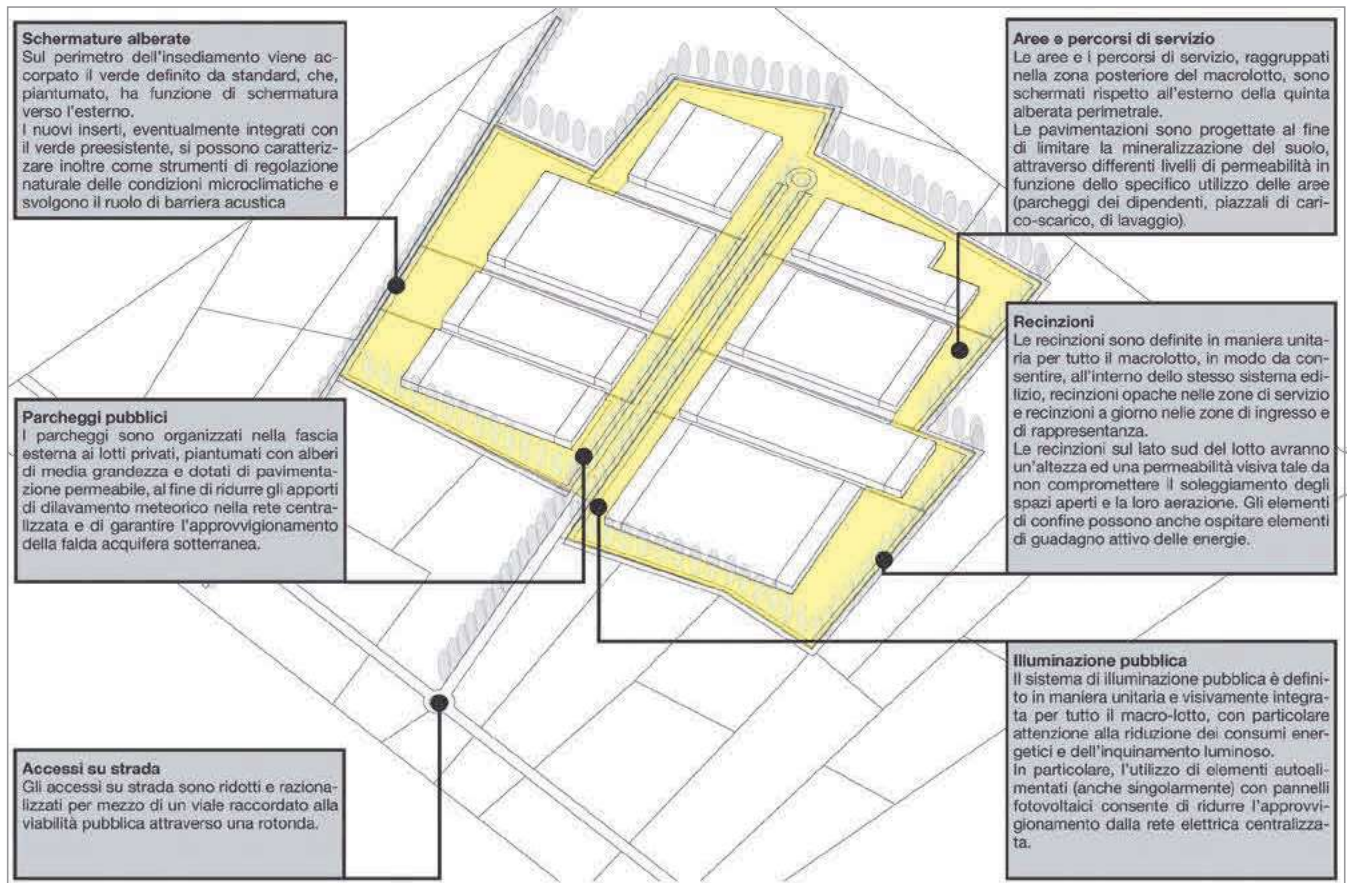 Schermature alberate
Sul perimetro dell'insediamento viene ac-
corpato il verde definito da standard, che,
piantumato, ha funzione di schermatura
verso l'esterno.
I nuovi inserti, eventualmente integrati con
il verde preesistente, si possono caratteriz-
zare inoltre come strumenti di regolazione
naturale delle condizioni microclimatiche e
svolgono il ruolo di barriera acustica
Parcheggi pubblici
I parcheggi sono organizzati nella fascia
esterna ai lotti privati, piantumati con alberi
di media grandezza e dotati di pavimenta-
zione permeabile, al fine di ridurre gli apporti
di dilavamento meteorico nella rete centra-
lizzata e di garantire l'approvvigionamento
della falda acquifera sotterranea.
Accessi su strada
Gli accessi su strada sono ridotti e raziona-
lizzati per mezzo di un viale raccordato alla
viabilità pubblica attraverso una rotonda.
Aree e percorsi di servizio
Le aree e i percorsi di servizio, raggruppati
nella zona posteriore del macrolotto, sono
schermati rispetto all'esterno della quinta
alberata perimetrale.
Le pavimentazioni sono progettate al fine
di limitare la mineralizzazione del suolo,
attraverso differenti livelli di permeabilità in
funzione dello specifico utilizzo delle aree
(parcheggi dei dipendenti, piazzali di cari-
co-scarico, di lavaggio).
Recinzioni
Le recinzioni sono definite in maniera unita-
ria per tutto il macrolotto, in modo da con-
sentire, all'interno dello stesso sistema edi-
lizio, recinzioni opache nelle zone di servizio
e recinzioni a giorno nelle zone di ingresso e
di rappresentanza.
Le recinzioni sul lato sud del lotto avranno
un'altezza ed una permeabilità visiva tale da
non compromettere il soleggiamento degli
spazi aperti e la loro aerazione. Gli elementi
di confine possono anche ospitare elementi
di guadagno attivo delle energie.
Illuminazione pubblica
Il sistema di illuminazione pubblica è defini-
to in maniera unitaria e visivamente integra-
ta per tutto il macro-lotto, con particolare
attenzione alla riduzione dei consumi ener-
getici e dell'inquinamento luminoso.
In particolare, l'utilizzo di elementi autoali-
mentati (anche singolarmente) con pannelli
fotovoltaici consente di ridurre l'approvvi-
gionamento dalla rete elettrica centralizza-
ta.